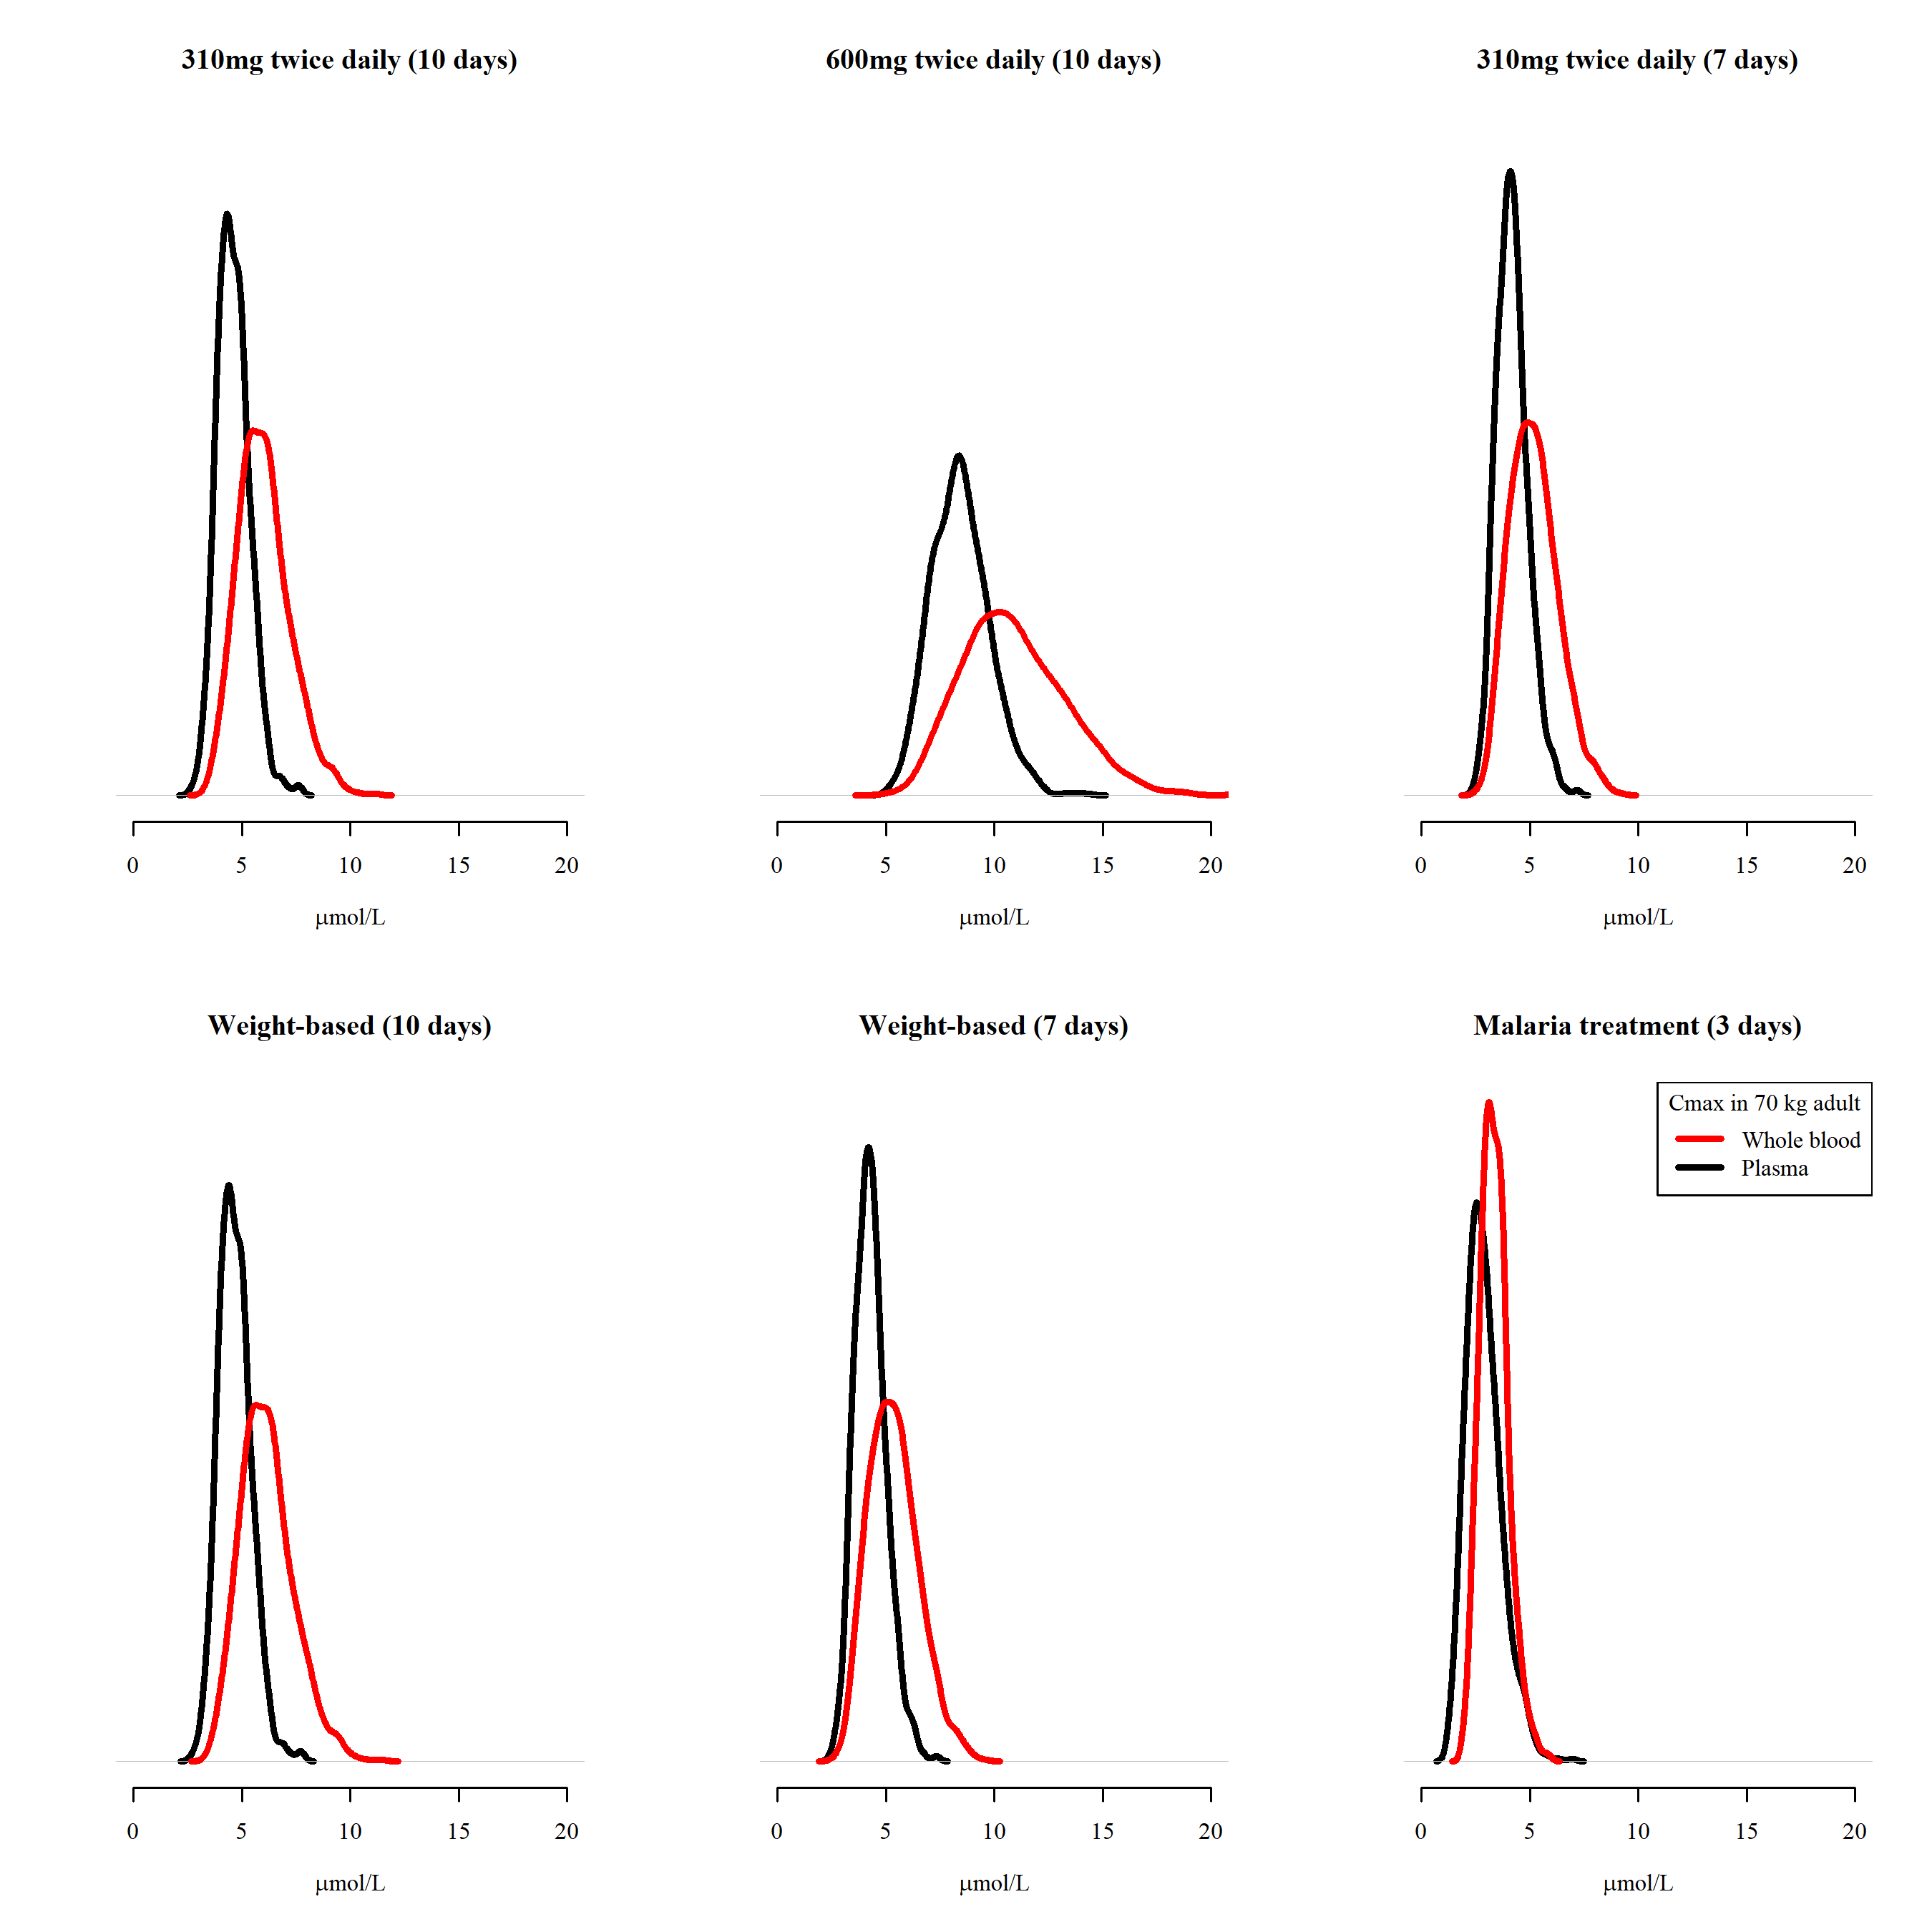 310mg twice daily (10 days)
600mg twice daily (10 days)
310mg twice daily (7 days)
0 5 10 15 20
0 5 10 15 20
0 5 10 15 20
μmol/L
μmol/L
μmol/L
Weight-based (10 days)
Weight-based (7 days)
Malaria treatment (3 days)
Cmax in 70 kg adult
Whole blood
Plasma
0 5 10 15 20
0 5 10 15 20
0 5 10 15 20
μmol/L
μmol/L
μmol/L